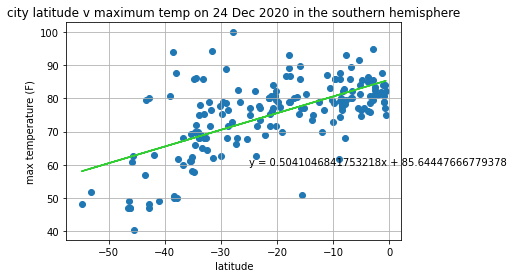 city latitude v maximum temp on 24 Dec 2020 in the southern hemisphere
max temperature (F)
100
90
80
70
60
50
40
y = 0.5041046841753218x + 85.64447666779378
−50 −40 −30 −20 −10 0
latitude